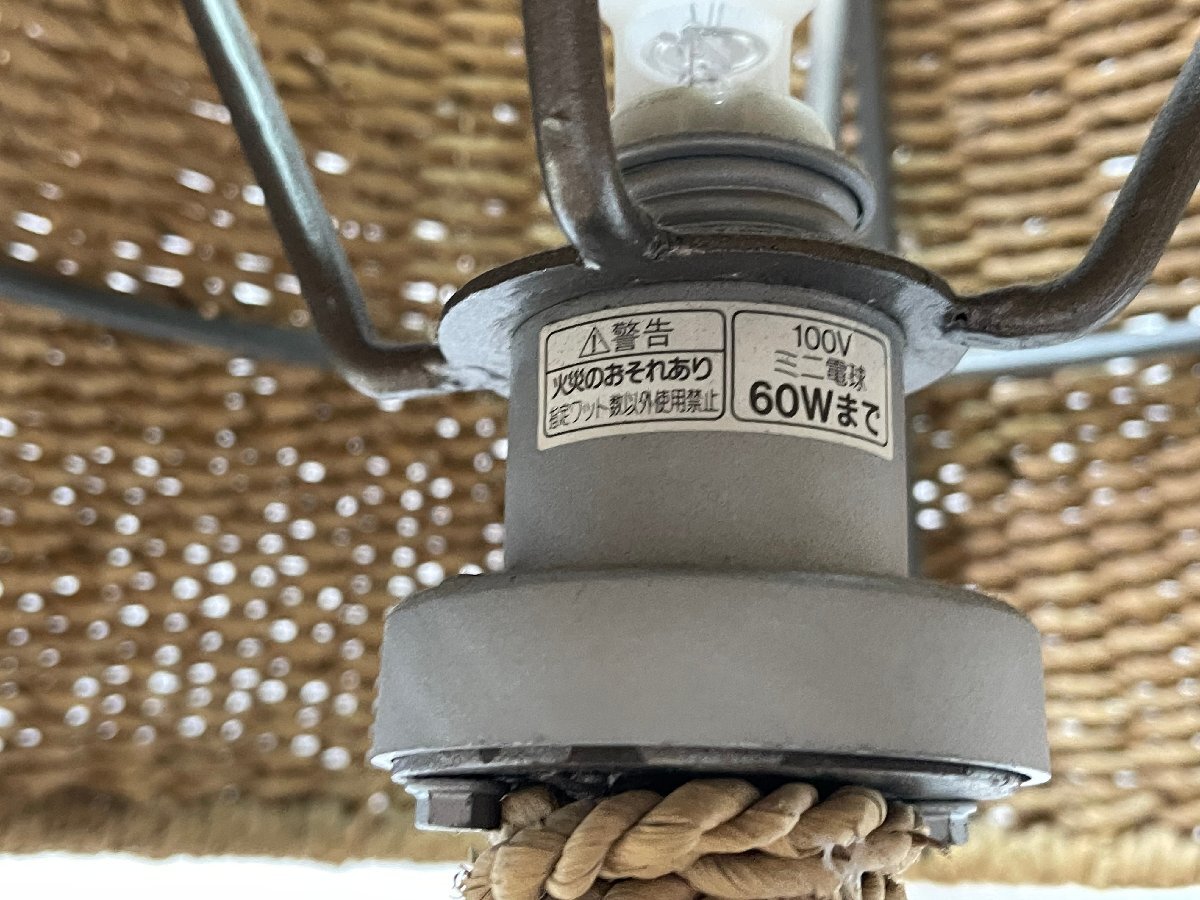 ⚠警告
火災のおそれあり
指定ワット数以外使用禁止
100V
ミニ電球
60Wまで